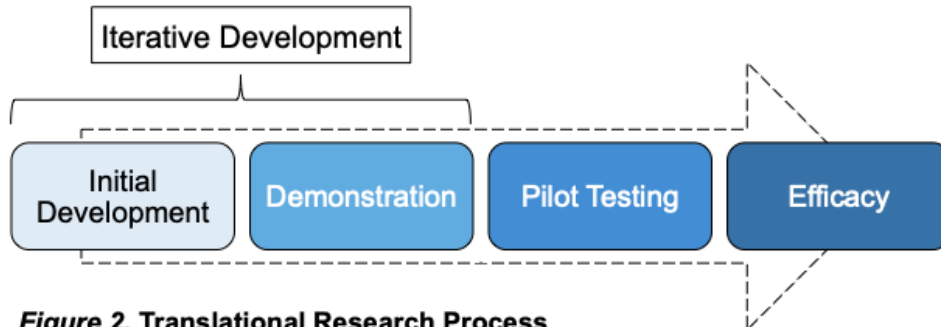 Iterative Development
Initial
Development
Demonstration
Pilot Testing
Efficacy
Figure 2. Translational Research Process